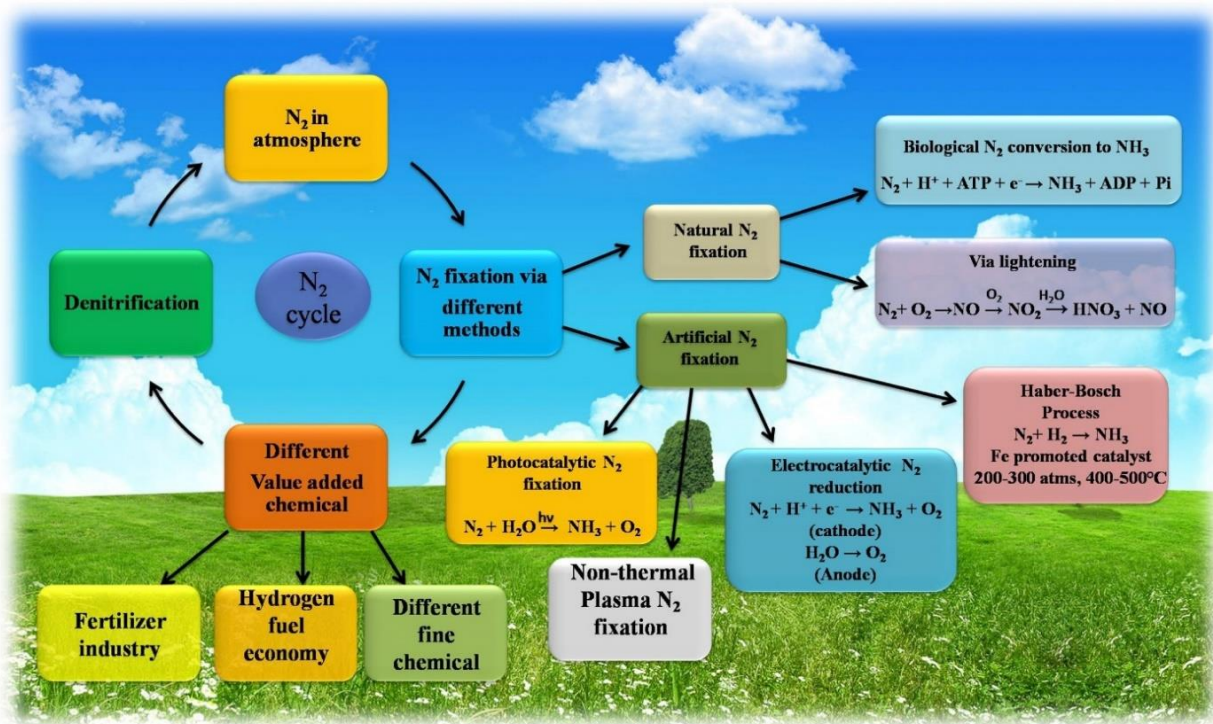 N₂ in
atmosphere
N₂ fixation via
different
methods
Different
Value added
chemical
Denitrification
N₂
cycle
Fertilizer
industry
Hydrogen
fuel
economy
Different
fine
chemical
Natural N₂
fixation
Biological N₂ conversion to NH₃
N₂ + H⁺ + ATP + e⁻ → NH₃ + ADP + Pi
Via lightening
N₂ + O₂ → NO O₂→ NO₂ H₂O→ HNO₃ + NO
Artificial N₂
fixation
Photocatalytic N₂
fixation
N₂ + H₂O hν→ NH₃ + O₂
Non-thermal
Plasma N₂
fixation
Electrocatalytic N₂
reduction
N₂ + H⁺ + e⁻ → NH₃ + O₂
(cathode)
H₂O → O₂
(Anode)
Haber-Bosch
Process
N₂ + H₂ → NH₃
Fe promoted catalyst
200-300 atms, 400-500°C